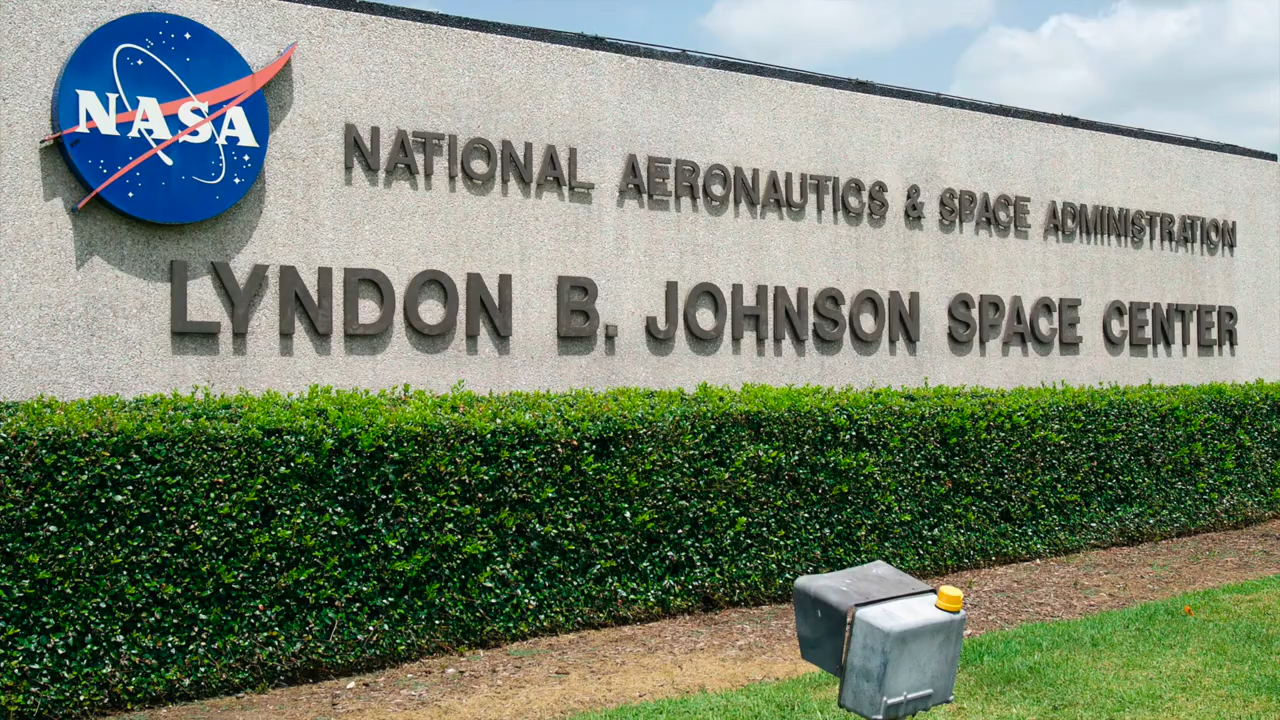 NASA
NATIONAL AERONAUTICS & SPACE ADMINISTRATION
LYNDON B. JOHNSON SPACE CENTER